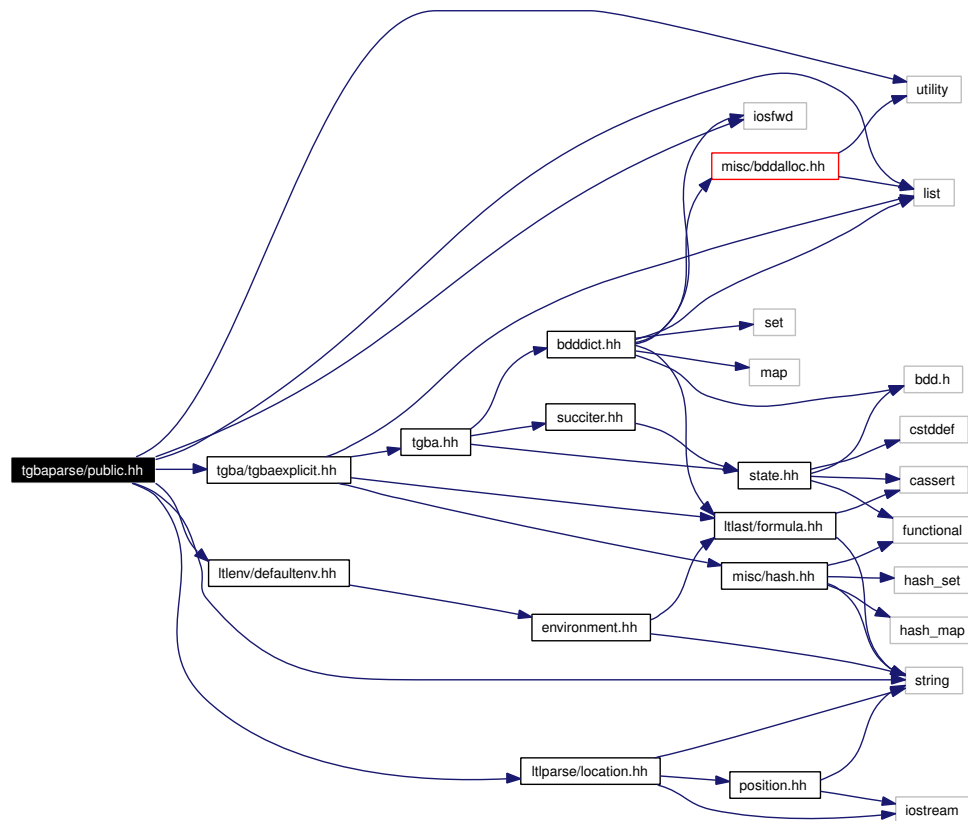 utility
iosfwd
misc/bddalloc.hh
list
set
bdddict.hh
map
bdd.h
succiter.hh
cstddef
tgba.hh
tgbaparse/public.hh
tgba/tgbaexplicit.hh
state.hh
cassert
ltlast/formula.hh
functional
ltlenv/defaultenv.hh
misc/hash.hh
hash_set
environment.hh
hash_map
string
ltlparse/location.hh
position.hh
iostream